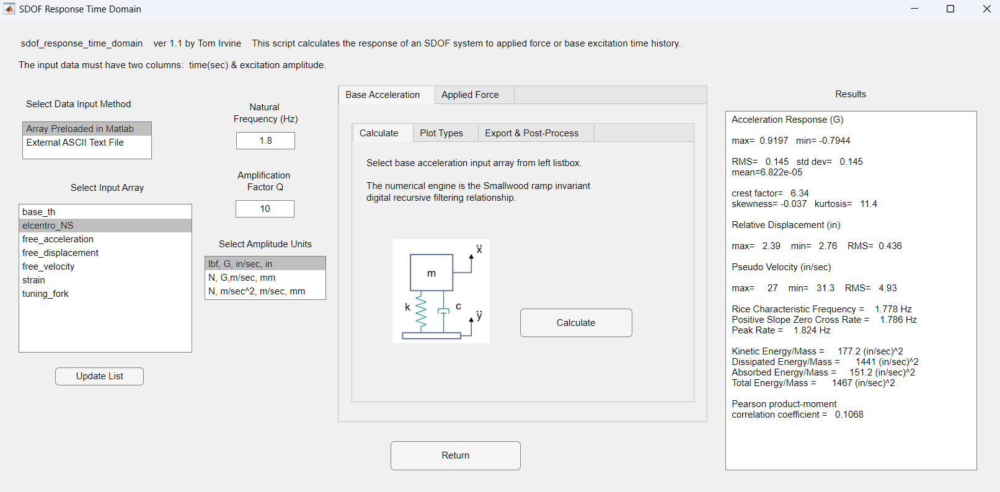 SDOF Response Time Domain
sdof_response_time_domain    ver 1.1 by Tom Irvine    This script calculates the response of an SDOF system to applied force or base excitation time history.
The input data must have two columns:  time(sec) & excitation amplitude.
Select Data Input Method
Array Preloaded in Matlab
External ASCII Text File
Select Input Array
base_th
elcentro_NS
free_acceleration
free_displacement
free_velocity
strain
tuning_fork
Update List
Natural
Frequency (Hz)
1.8
Amplification
Factor Q
10
Select Amplitude Units
lbf, G, in/sec, in
N, G,m/sec, mm
N, m/sec^2, m/sec, mm
Base Acceleration
Applied Force
Calculate
Plot Types
Export & Post-Process
Select base acceleration input array from left listbox.
The numerical engine is the Smallwood ramp invariant
digital recursive filtering relationship.
ẍ
m
k
c
ÿ
Calculate
Return
Results
Acceleration Response (G)
max=  0.9197   min= -0.7944
RMS=   0.145   std dev=   0.145
mean=6.822e-05
crest factor=   6.34
skewness= -0.037   kurtosis=   11.4
Relative Displacement (in)
max=   2.39    min=   2.76    RMS=  0.436
Pseudo Velocity (in/sec)
max=     27    min=   31.3    RMS=   4.93
Rice Characteristic Frequency =    1.778 Hz
Positive Slope Zero Cross Rate =    1.786 Hz
Peak Rate =    1.824 Hz
Kinetic Energy/Mass =     177.2 (in/sec)^2
Dissipated Energy/Mass =      1441 (in/sec)^2
Absorbed Energy/Mass =     151.2 (in/sec)^2
Total Energy/Mass =      1467 (in/sec)^2
Pearson product-moment
correlation coefficient =   0.1068